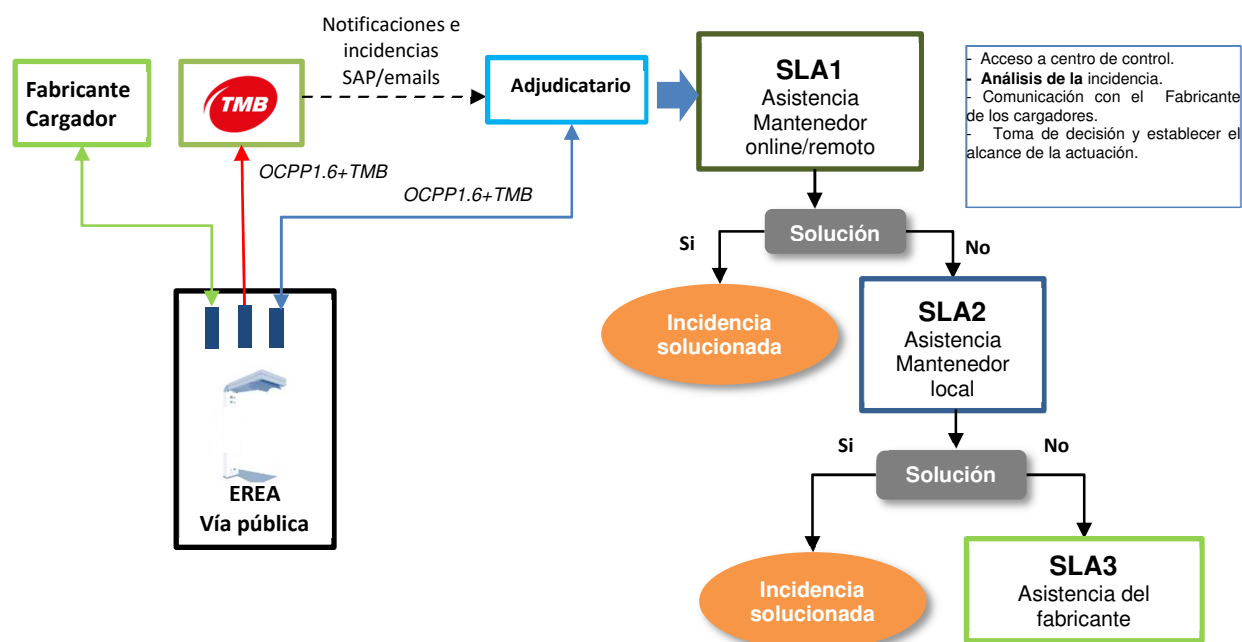 Notificaciones e
incidencias
SAP/emails
Fabricante
Cargador
TMB
Adjudicatario
SLA1
Asistencia
Mantenedor
online/remoto
- Acceso a centro de control.
- Análisis de la incidencia.
- Comunicación con el Fabricante
de los cargadores.
- Toma de decisión y establecer el
alcance de la actuación.
OCPP1.6+TMB
OCPP1.6+TMB
Si
Solución
No
Incidencia
solucionada
SLA2
Asistencia
Mantenedor
local
EREA
Vía pública
Si
No
Solución
Incidencia
solucionada
SLA3
Asistencia del
fabricante